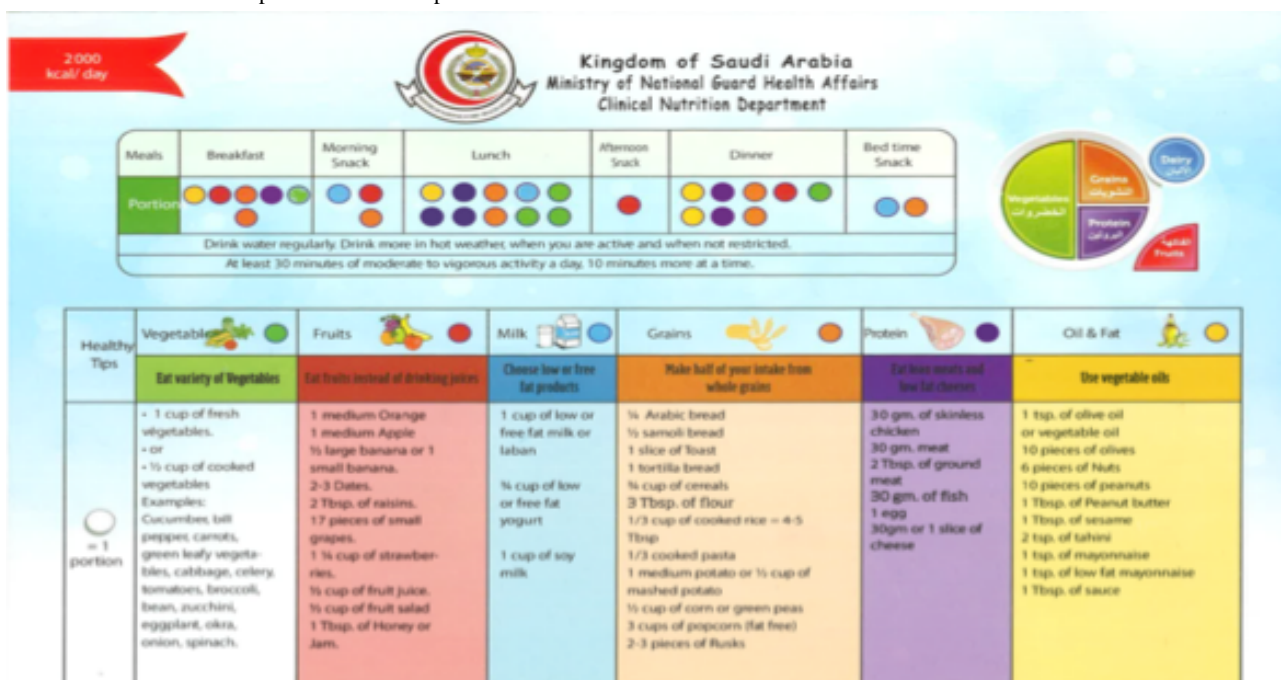 2000
kcal/ day
Kingdom of Saudi Arabia
Ministry of National Guard Health Affairs
Clinical Nutrition Department
Meals
Breakfast
Morning
Snack
Lunch
Afternoon
Snack
Dinner
Bed time
Snack
Portion
Drink water regularly. Drink more in hot weather, when you are active and when not restricted.
At least 30 minutes of moderate to vigorous activity a day, 10 minutes more at a time.
Vegetables
الخضروات
Grains
النشويات
Protein
البروتين
Dairy
الألبان
الفاكهة
Fruits
Healthy
Tips
Vegetable
Eat variety of Vegetables
Fruits
Eat fruits instead of drinking juices
Milk
Choose low or free
fat products
Grains
Make half of your intake from
whole grains
Protein
Eat lean meats and
low fat cheeses
Oil & Fat
Use vegetable oils
= 1
portion
- 1 cup of fresh
vegetables.
- or
- ½ cup of cooked
vegetables
Examples:
Cucumber, bill
pepper, carrots,
green leafy vegeta-
bles, cabbage, celery,
tomatoes, broccoli,
bean, zucchini,
eggplant, okra,
onion, spinach.
1 medium Orange
1 medium Apple
½ large banana or 1
small banana.
2-3 Dates.
2 Tbsp. of raisins.
17 pieces of small
grapes.
1 ¼ cup of strawber-
ries.
½ cup of fruit juice.
½ cup of fruit salad
1 Tbsp. of Honey or
Jam.
1 cup of low or
free fat milk or
laban
¾ cup of low
or free fat
yogurt
1 cup of soy
milk
¼ Arabic bread
½ samoli bread
1 slice of Toast
1 tortilla bread
¾ cup of cereals
3 Tbsp. of flour
1/3 cup of cooked rice = 4-5
Tbsp
1/3 cooked pasta
1 medium potato or ½ cup of
mashed potato
½ cup of corn or green peas
3 cups of popcorn (fat free)
2-3 pieces of Rusks
30 gm. of skinless
chicken
30 gm. meat
2 Tbsp. of ground
meat
30 gm. of fish
1 egg
30gm or 1 slice of
cheese
1 tsp. of olive oil
or vegetable oil
10 pieces of olives
6 pieces of Nuts
10 pieces of peanuts
1 Tbsp. of Peanut butter
1 Tbsp. of sesame
2 tsp. of tahini
1 tsp. of mayonnaise
1 tsp. of low fat mayonnaise
1 Tbsp. of sauce